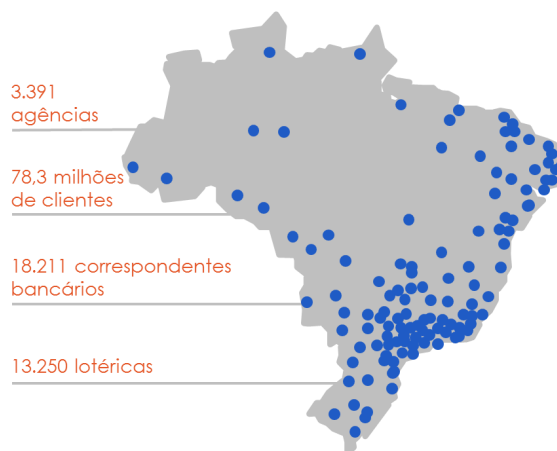 3.391
agências
78,3 milhões
de clientes
18.211 correspondentes
bancários
13.250 lotéricas